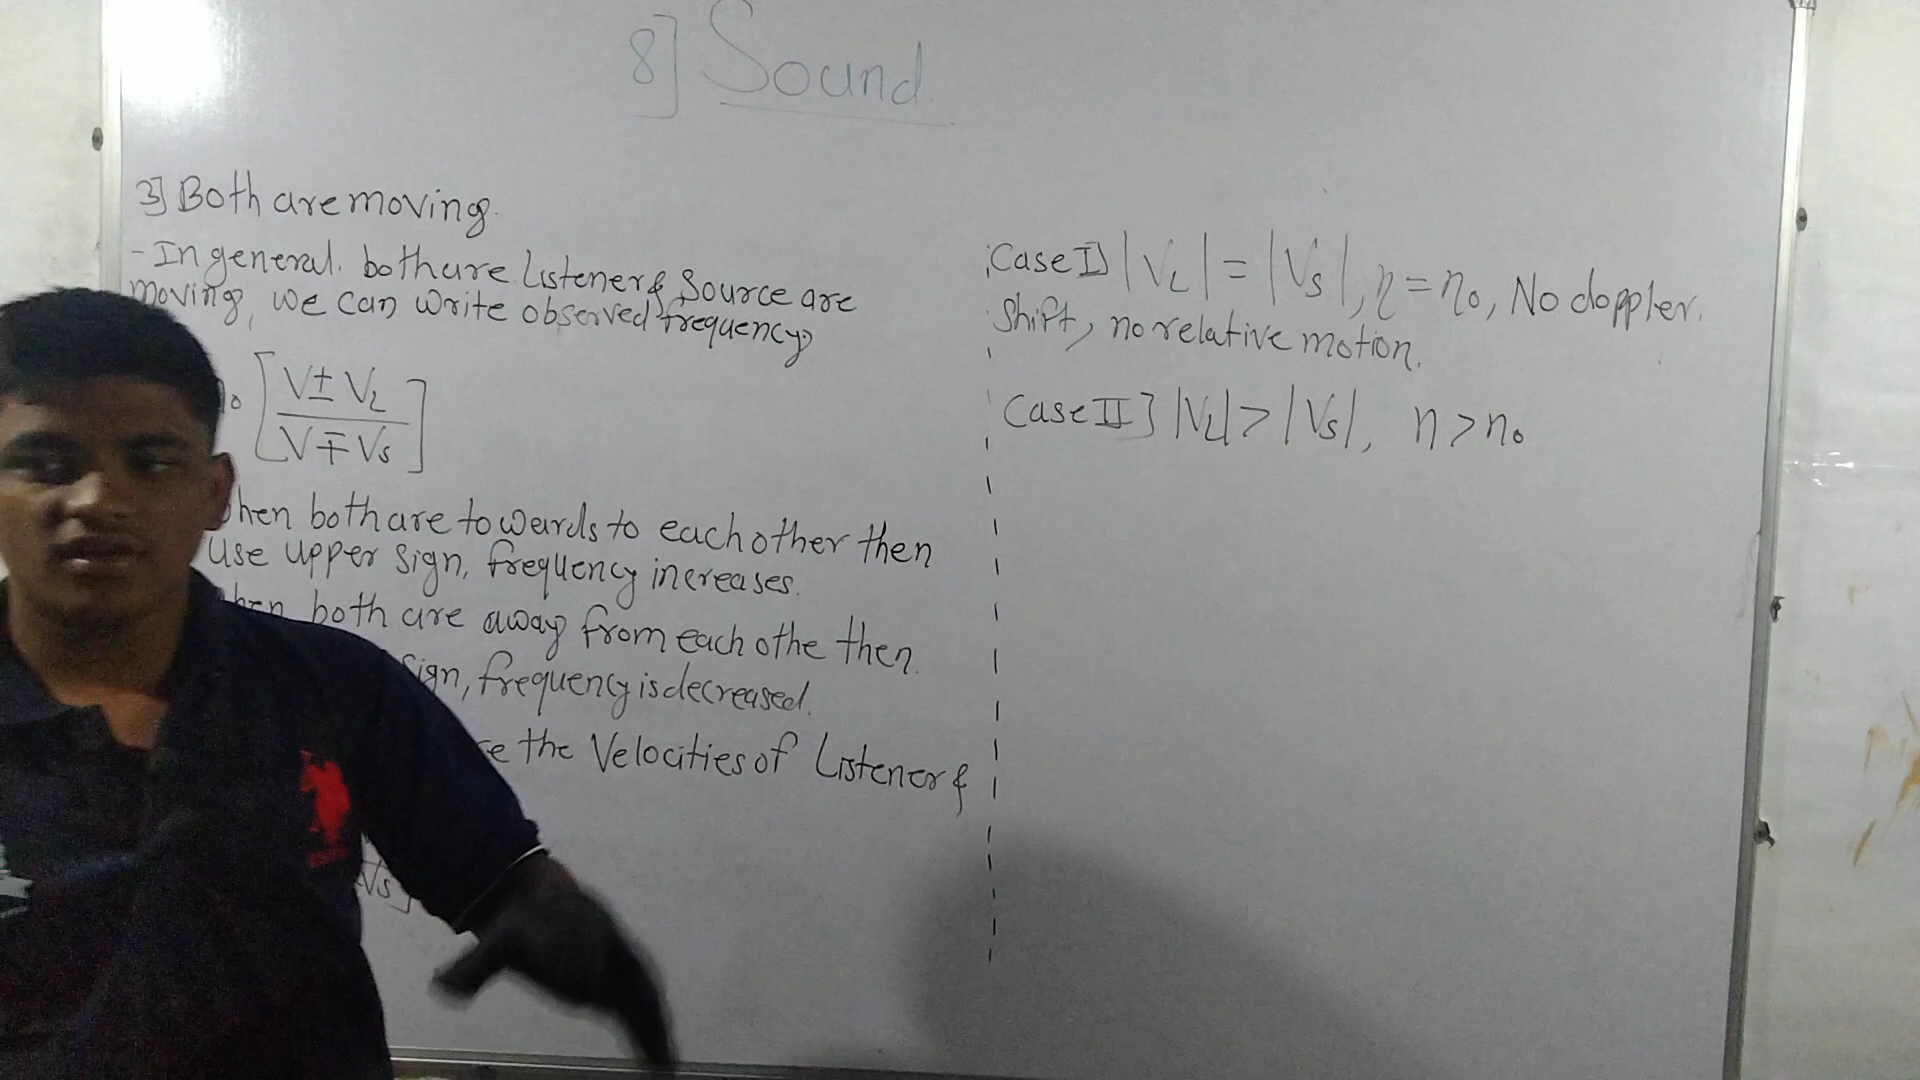 8] Sound
3] Both are moving.
- In general. both are Listener & Source are
moving, we can write observed frequency
[V ± VL / V ∓ Vs]
both are towards to each other then
use upper sign, frequency increases.
both are away from each othe then.
sign, frequency is decreased.
the Velocities of Listener &
Vs]
Case I] |VL| = |Vs|, n = n₀, No doppler.
Shift, no relative motion.
Case II] |VL| > |Vs|, n > n₀